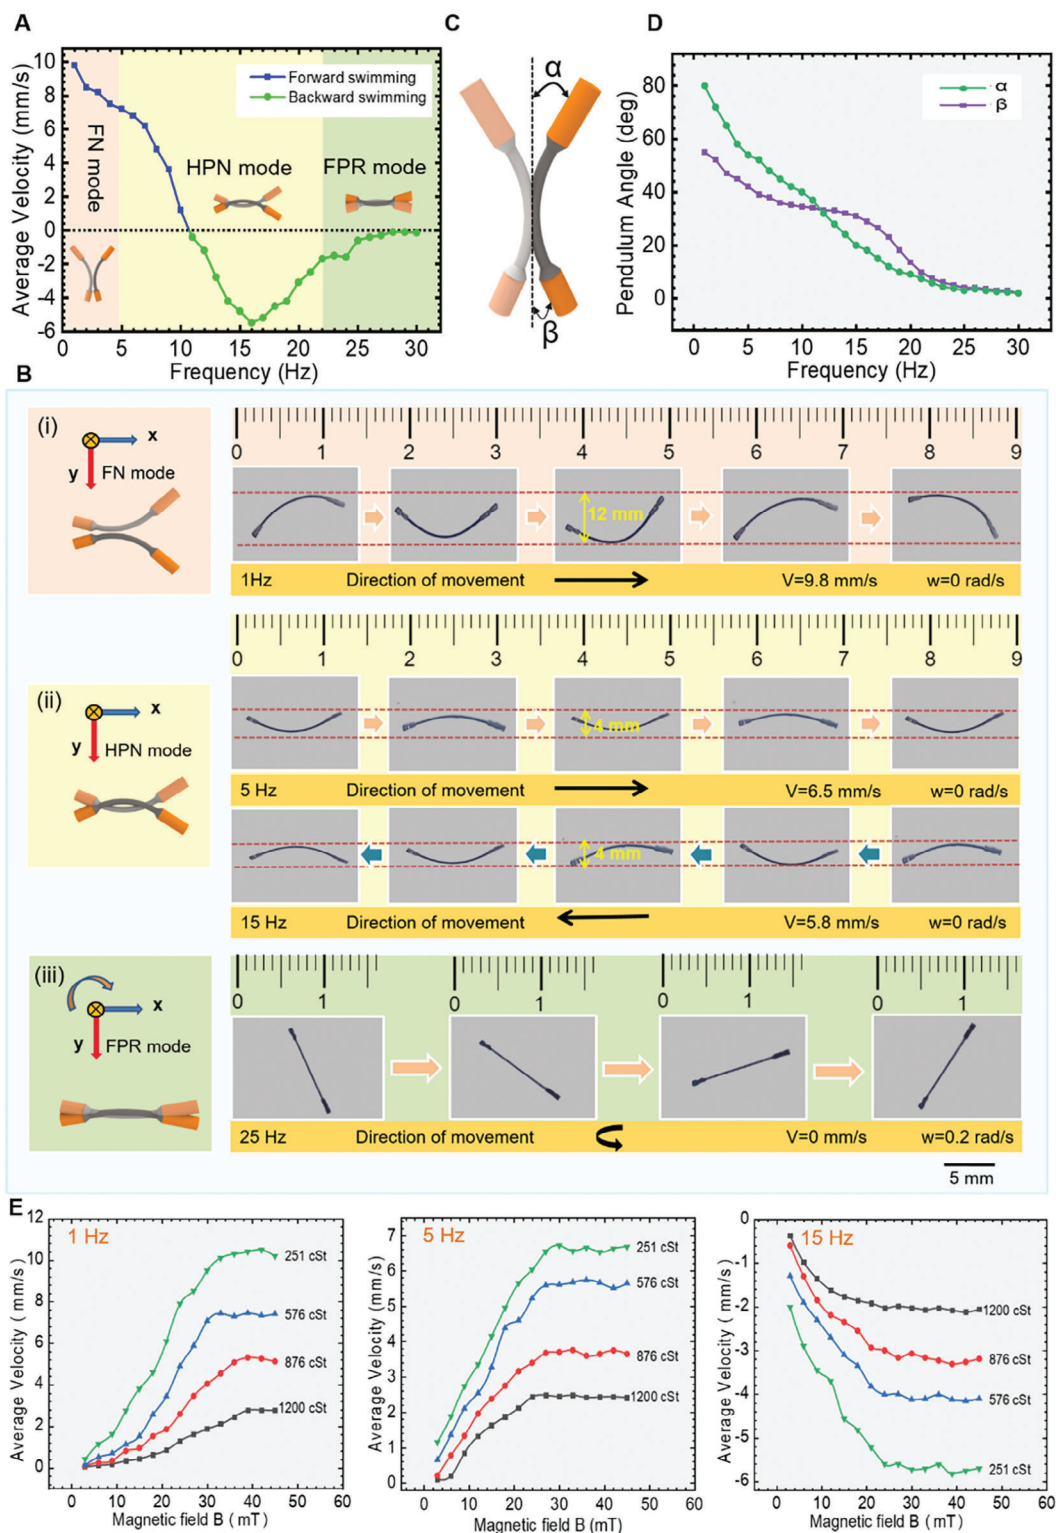 A
Average Velocity (mm/s)
10
8
6
4
2
0
-2
-4
-6
Forward swimming
Backward swimming
FN mode
HPN mode
FPR mode
0 5 10 15 20 25 30
Frequency (Hz)
C
α
β
D
Pendulum Angle (deg)
80
60
40
20
0
α
β
0 5 10 15 20 25 30
Frequency (Hz)
B
(i)
x
y
FN mode
0 1 2 3 4 5 6 7 8 9
12 mm
1Hz Direction of movement V=9.8 mm/s w=0 rad/s
(ii)
x
y
HPN mode
0 1 2 3 4 5 6 7 8 9
4 mm
5 Hz Direction of movement V=6.5 mm/s w=0 rad/s
4 mm
15 Hz Direction of movement V=5.8 mm/s w=0 rad/s
(iii)
x
y
FPR mode
0 1 0 1 0 1 0 1
25 Hz Direction of movement V=0 mm/s w=0.2 rad/s
5 mm
E
1 Hz
Average Velocity ( mm/s)
12
10
8
6
4
2
0
251 cSt
576 cSt
876 cSt
1200 cSt
0 10 20 30 40 50 60
Magnetic field B ( mT)
5 Hz
Average Velocity ( mm/s)
7
6
5
4
3
2
1
0
251 cSt
576 cSt
876 cSt
1200 cSt
0 10 20 30 40 50 60
Magnetic field B (mT)
15 Hz
Average Velocity ( mm/s)
0
-1
-2
-3
-4
-5
-6
1200 cSt
876 cSt
576 cSt
251 cSt
0 10 20 30 40 50 60
Magnetic field B ( mT)